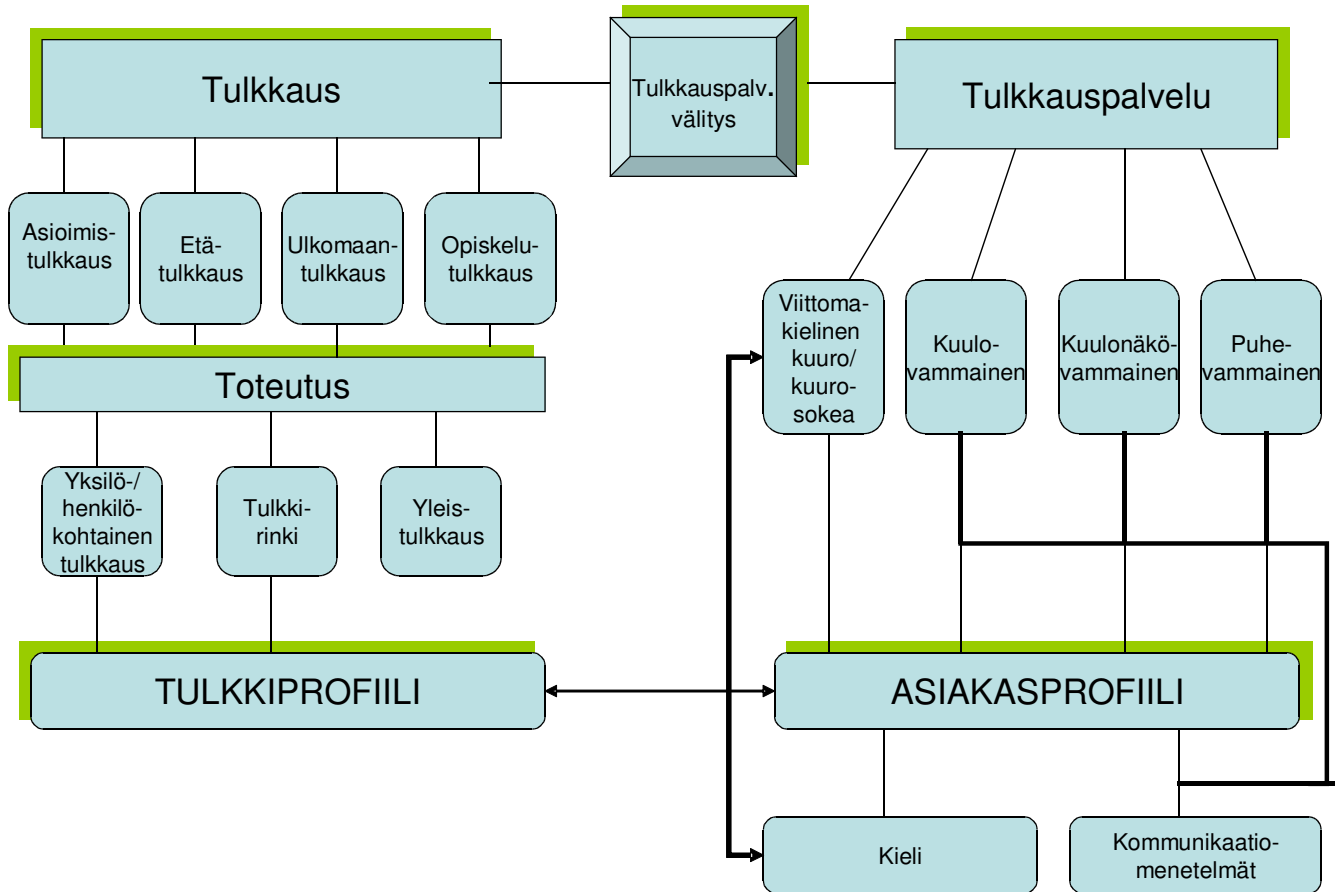 Tulkkaus
Tulkkauspalv.
välitys
Tulkkauspalvelu
Asioimis-
tulkkaus
Etä-
tulkkaus
Ulkomaan-
tulkkaus
Opiskelu-
tulkkaus
Viittoma-
kielinen
kuuro/
kuuro-
sokea
Kuulo-
vammainen
Kuulonäkö-
vammainen
Puhe-
vammainen
Toteutus
Yksilö-/
henkilö-
kohtainen
tulkkaus
Tulkki-
rinki
Yleis-
tulkkaus
TULKKIPROFIILI
ASIAKASPROFIILI
Kieli
Kommunikaatio-
menetelmät